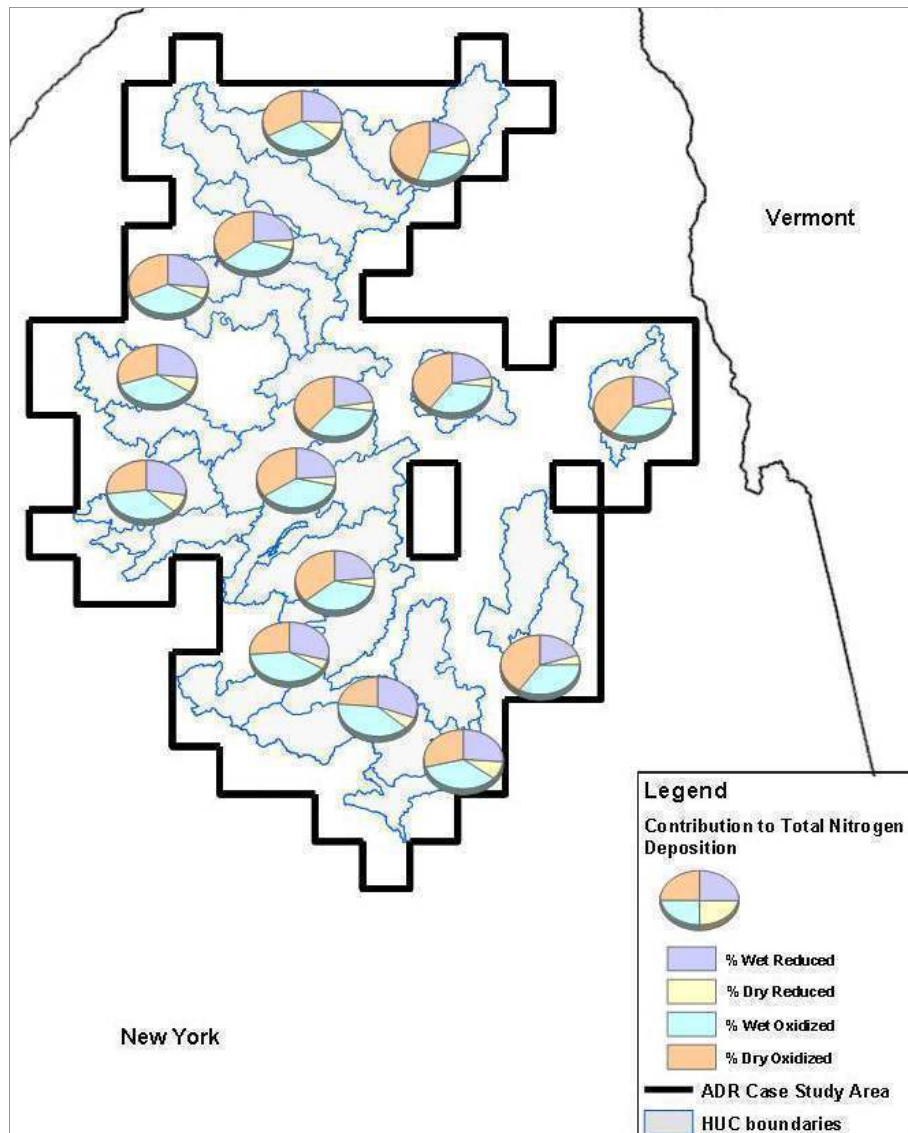 Vermont
New York
Legend
Contribution to Total Nitrogen
Deposition
% Wet Reduced
% Dry Reduced
% Wet Oxidized
% Dry Oxidized
ADR Case Study Area
HUC boundaries